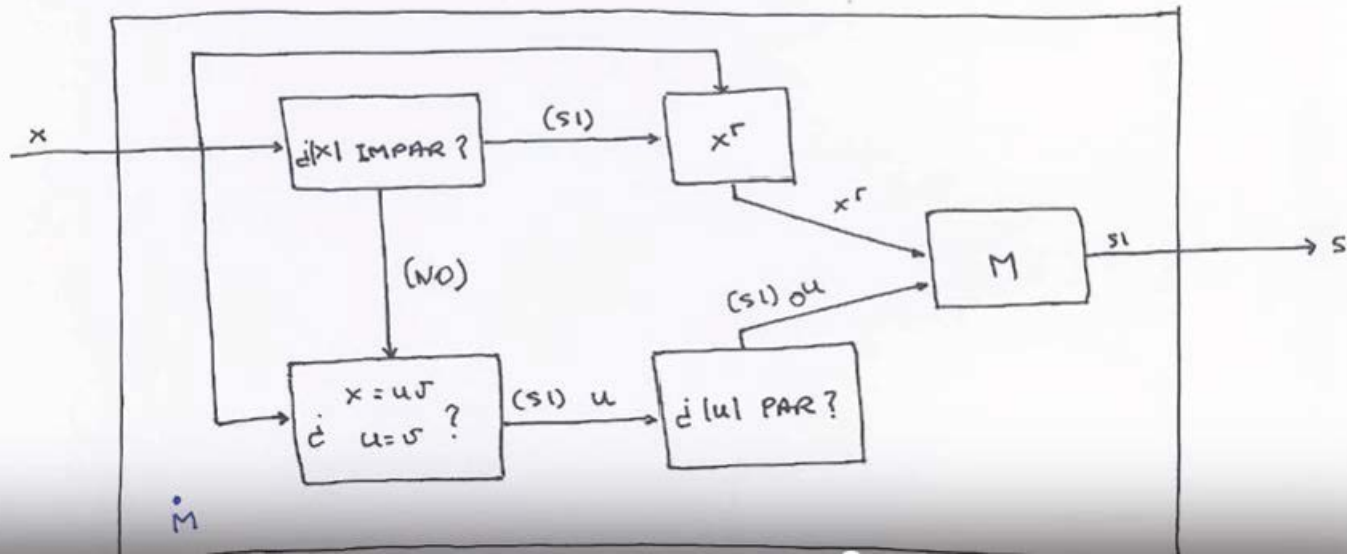 x
¿|x| IMPAR?
(SI)
x^r
x^r
(NO)
M
SI
S
(SI) u
x = uv
¿ u = v ?
(SI) u
¿|u| PAR?
Ṁ